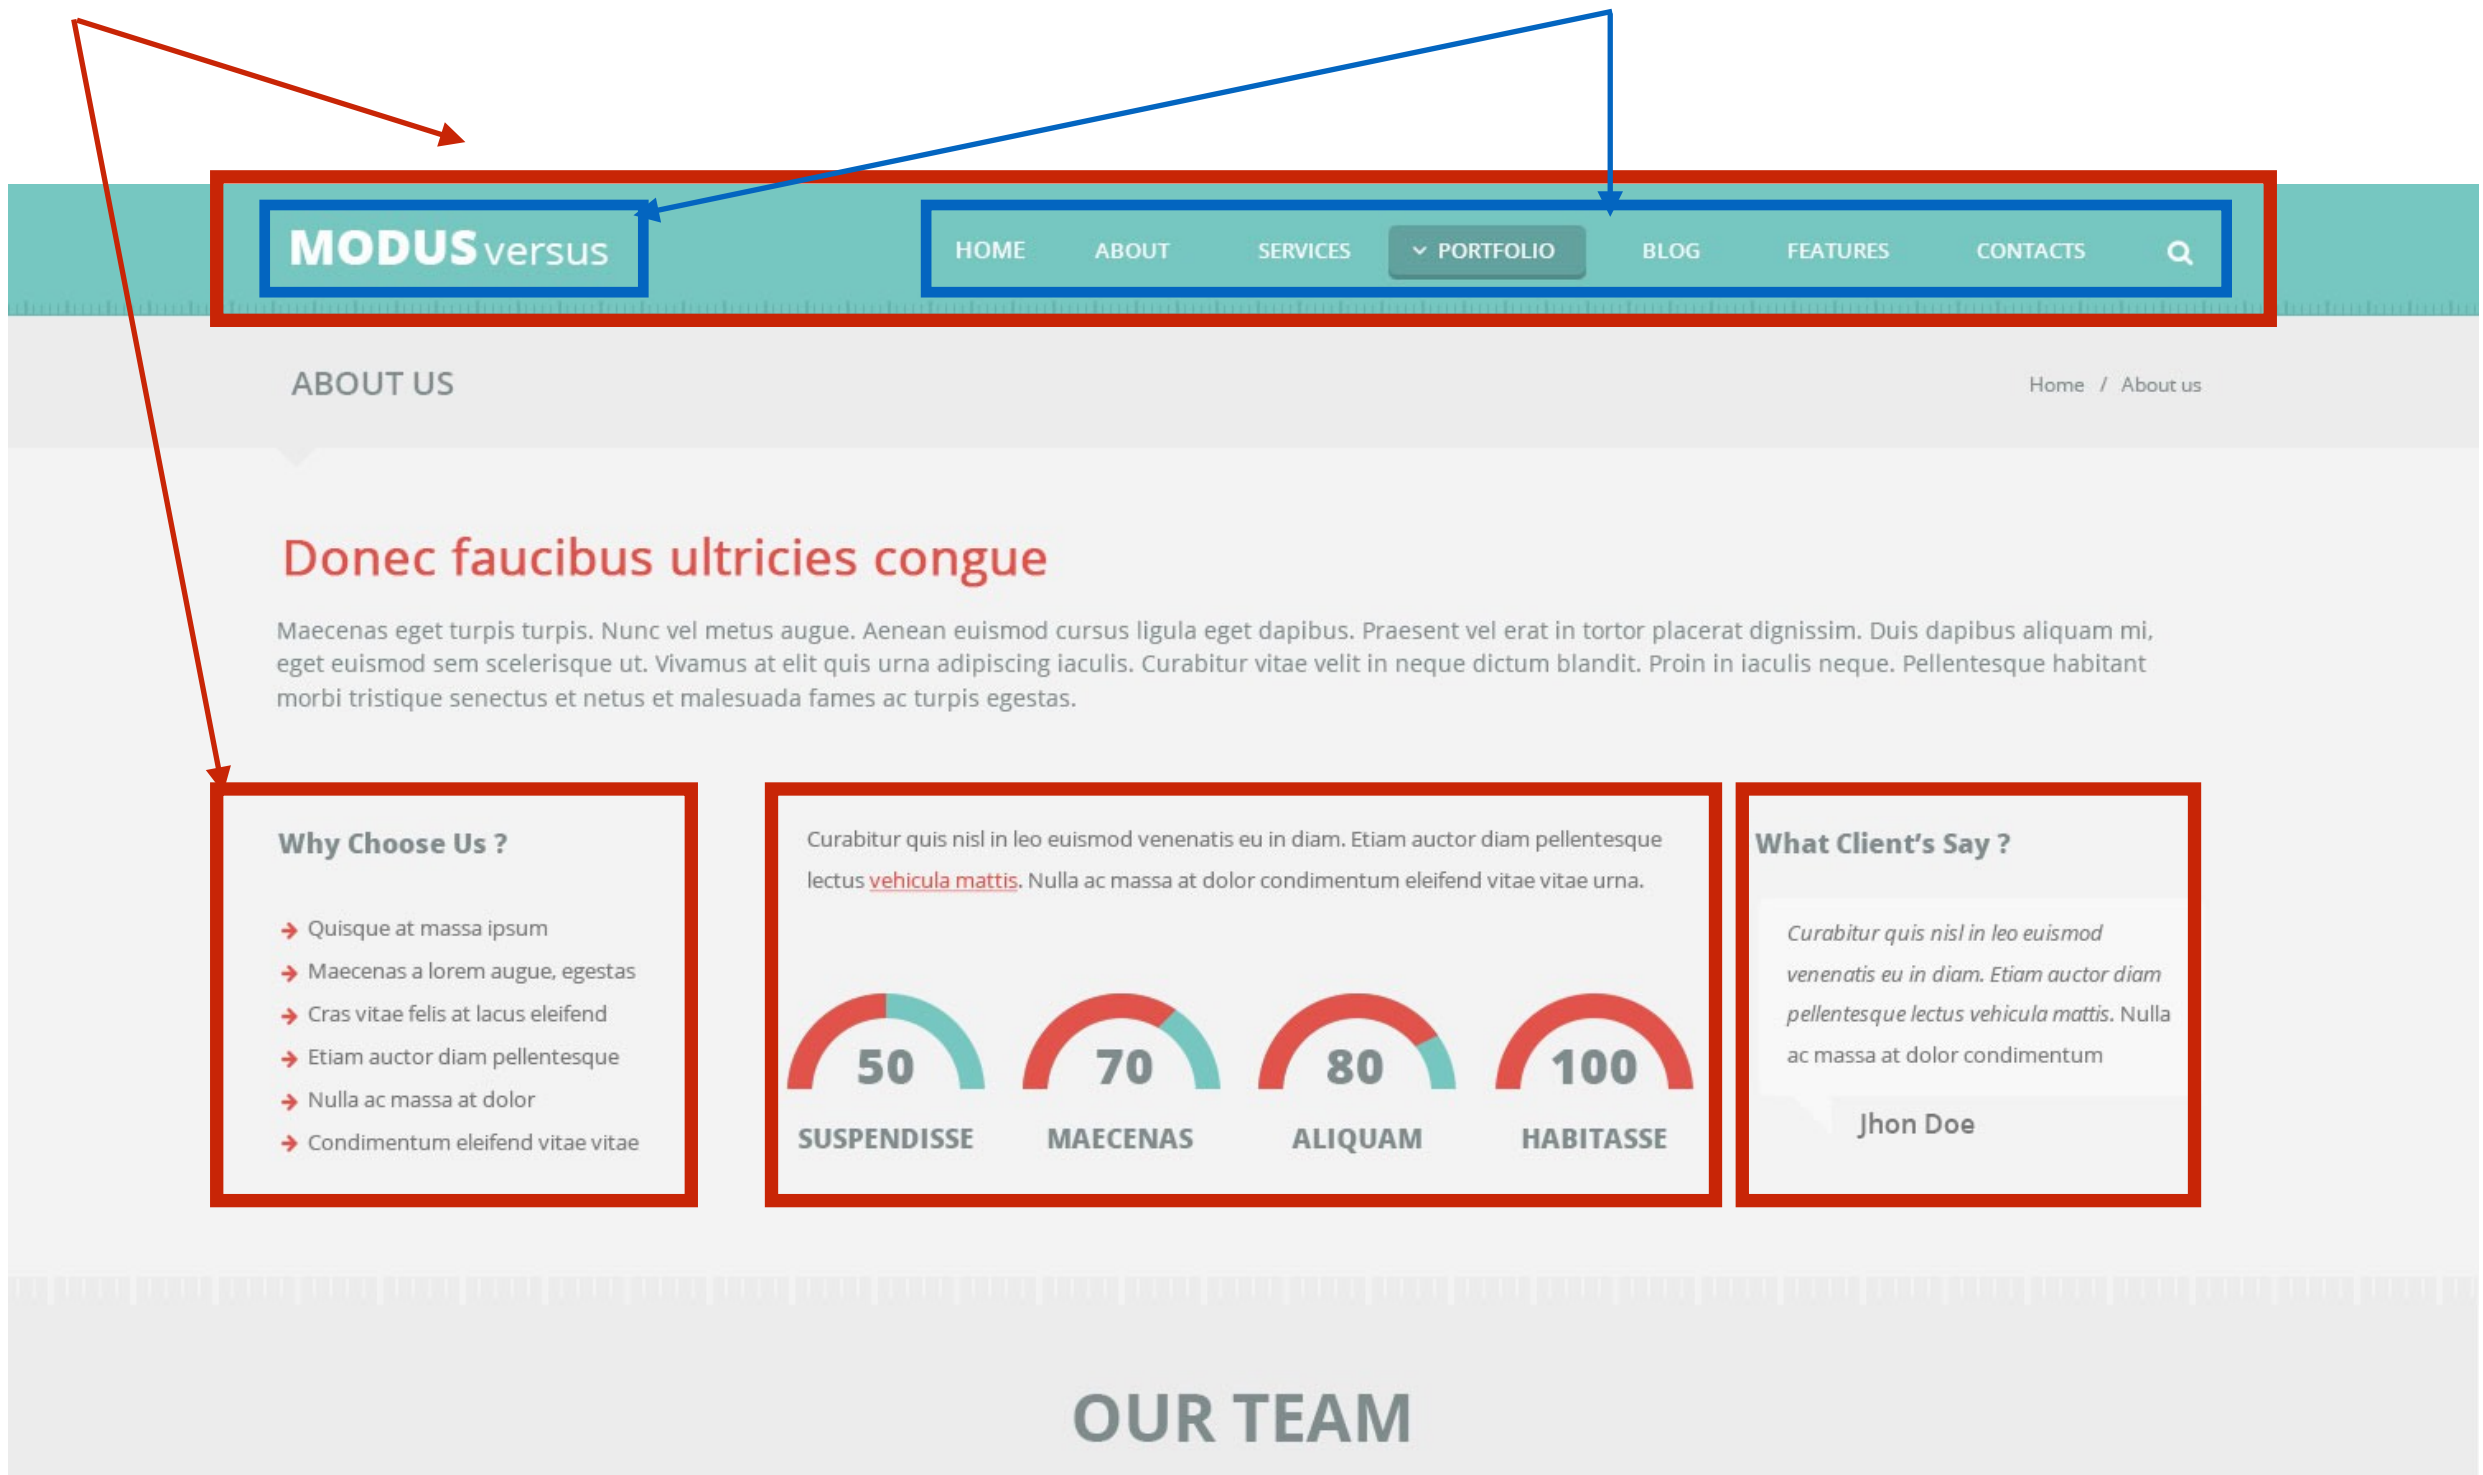 MODUS versus
HOME ABOUT SERVICES PORTFOLIO BLOG FEATURES CONTACTS
ABOUT US
Home / About us
Donec faucibus ultricies congue
Maecenas eget turpis turpis. Nunc vel metus augue. Aenean euismod cursus ligula eget dapibus. Praesent vel erat in tortor placerat dignissim. Duis dapibus aliquam mi,
eget euismod sem scelerisque ut. Vivamus at elit quis urna adipiscing iaculis. Curabitur vitae velit in neque dictum blandit. Proin in iaculis neque. Pellentesque habitant
morbi tristique senectus et netus et malesuada fames ac turpis egestas.
Why Choose Us ?
Quisque at massa ipsum
Maecenas a lorem augue, egestas
Cras vitae felis at lacus eleifend
Etiam auctor diam pellentesque
Nulla ac massa at dolor
Condimentum eleifend vitae vitae
Curabitur quis nisl in leo euismod venenatis eu in diam. Etiam auctor diam pellentesque
lectus vehicula mattis. Nulla ac massa at dolor condimentum eleifend vitae vitae urna.
50 70 80 100
SUSPENDISSE MAECENAS ALIQUAM HABITASSE
What Client's Say ?
Curabitur quis nisl in leo euismod
venenatis eu in diam. Etiam auctor diam
pellentesque lectus vehicula mattis. Nulla
ac massa at dolor condimentum
Jhon Doe
OUR TEAM